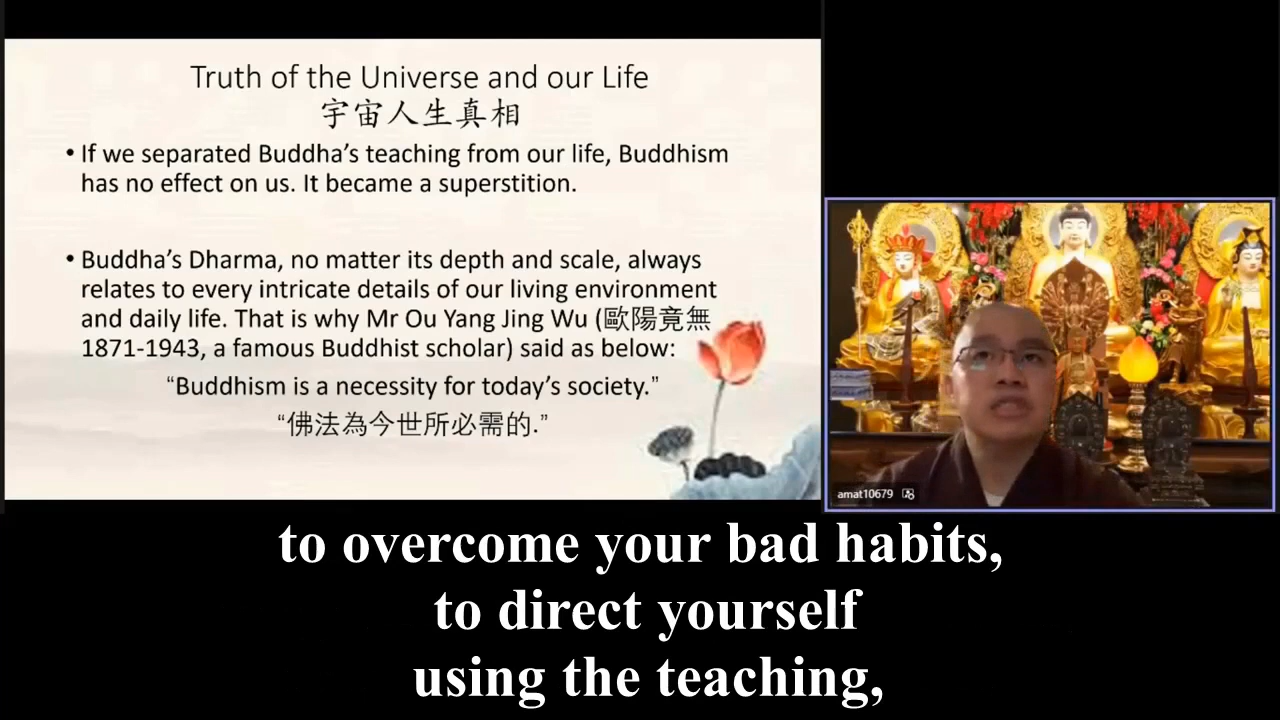 Truth of the Universe and our Life
宇宙人生真相
• If we separated Buddha's teaching from our life, Buddhism
has no effect on us. It became a superstition.
• Buddha's Dharma, no matter its depth and scale, always
relates to every intricate details of our living environment
and daily life. That is why Mr Ou Yang Jing Wu (歐陽竟無
1871-1943, a famous Buddhist scholar) said as below:
“Buddhism is a necessity for today's society.”
“佛法為今世所必需的.”
amat10679
to overcome your bad habits,
to direct yourself
using the teaching,